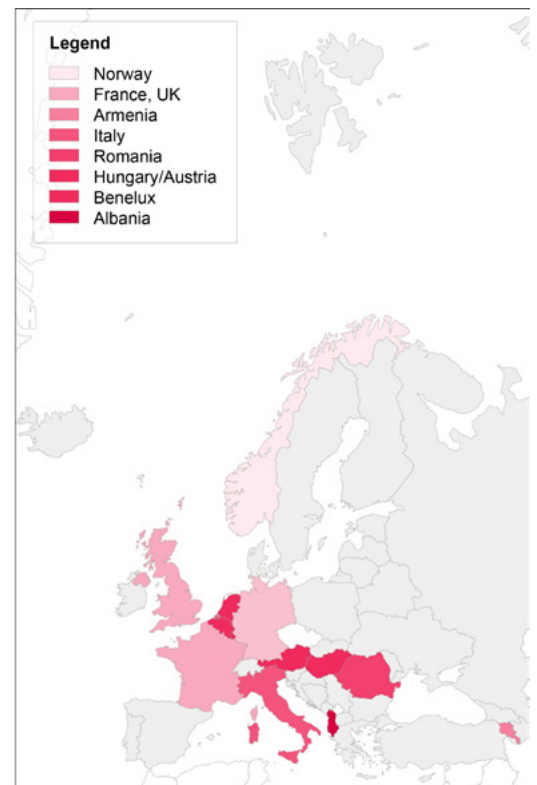 Legend
Norway
France, UK
Armenia
Italy
Romania
Hungary/Austria
Benelux
Albania